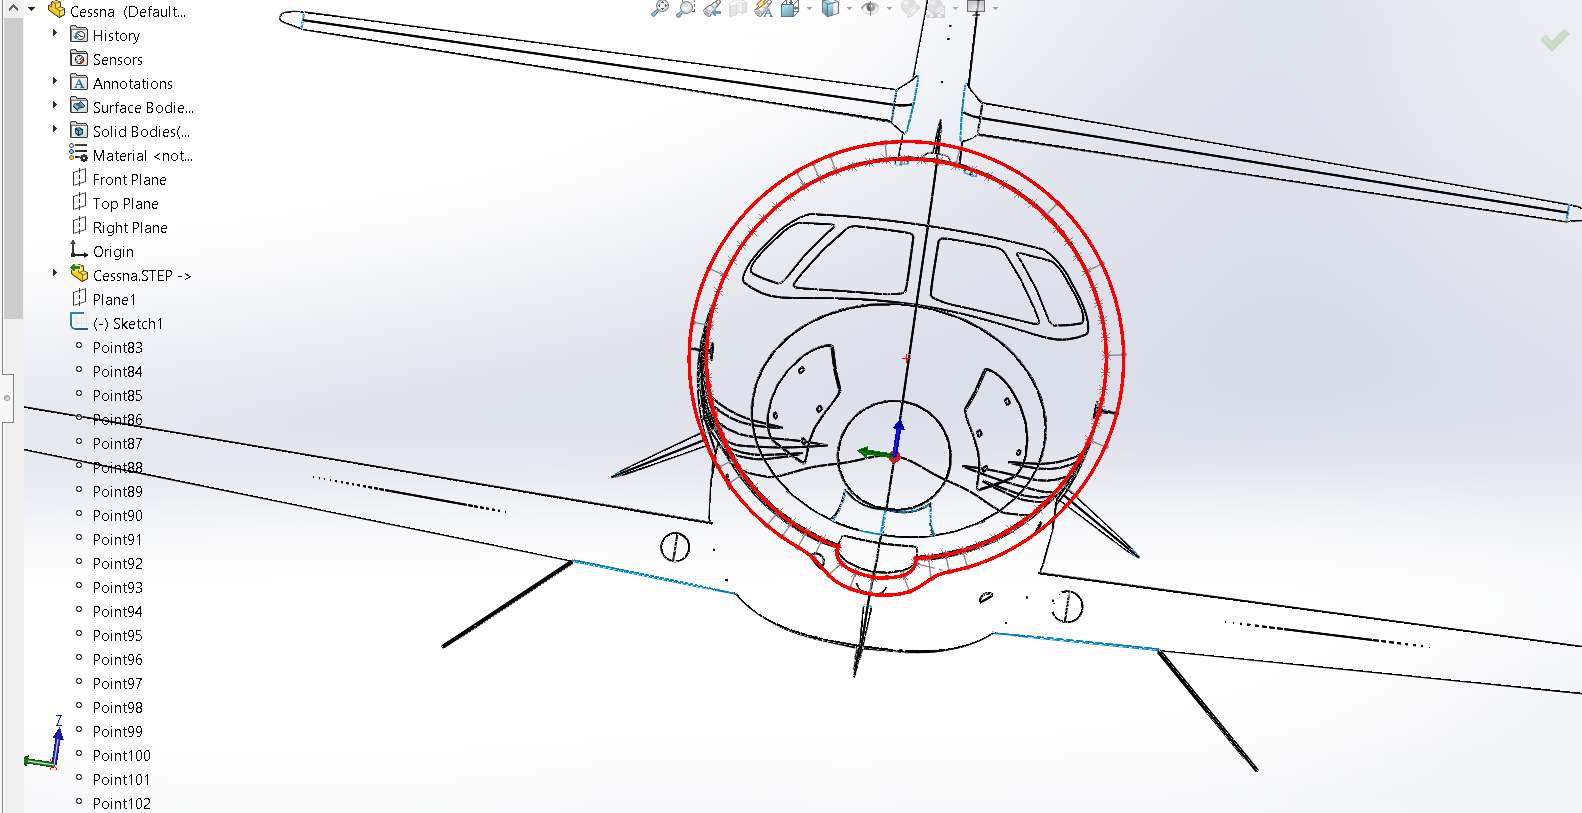 Cessna (Default...
History
Sensors
Annotations
Surface Bodie...
Solid Bodies(...
Material <not...
Front Plane
Top Plane
Right Plane
Origin
Cessna.STEP ->
Plane1
(-) Sketch1
Point83
Point84
Point85
Point86
Point87
Point88
Point89
Point90
Point91
Point92
Point93
Point94
Point95
Point96
Point97
Point98
Point99
Z
Point100
Point101
Point102